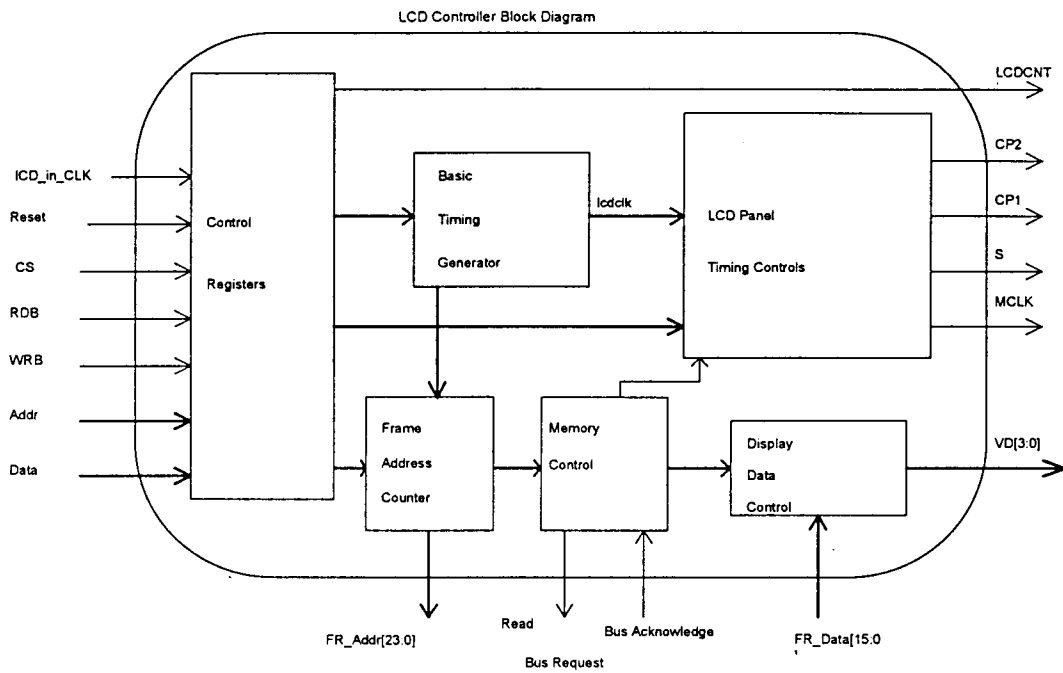 LCD Controller Block Diagram
LCDCNT
CP2
ICD_in_CLK
Basic
lcdclk
CP1
Reset
Control
Timing
LCD Panel
S
CS
Generator
Timing Controls
Registers
MCLK
RDB
WRB
Addr
Frame
Memory
Display
VD[3:0]
Data
Address
Control
Data
Counter
Control
FR_Addr[23.0]
Read
Bus Acknowledge
FR_Data[15:0
Bus Request